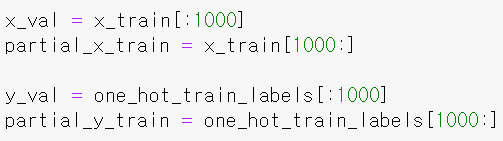 x_val = x_train[:1000]
partial_x_train = x_train[1000:]
y_val = one_hot_train_labels[:1000]
partial_y_train = one_hot_train_labels[1000:]